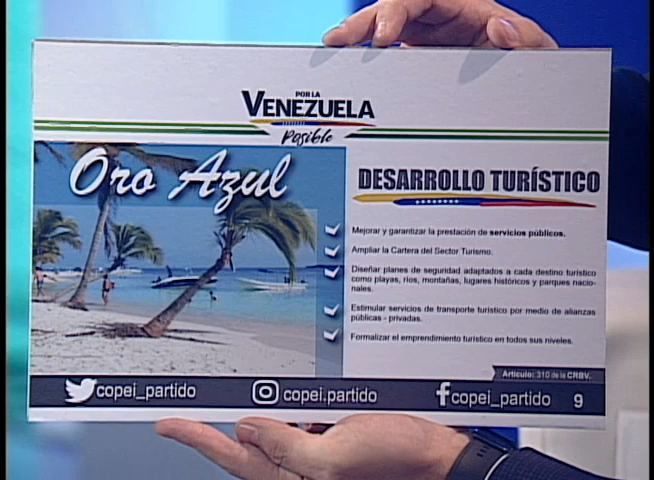 POR LA
VENEZUELA
Posible
Oro Azul
DESARROLLO TURÍSTICO
Mejorar y garantizar la prestación de servicios públicos.
Ampliar la Cartera del Sector Turismo.
Diseñar planes de seguridad adaptados a cada destino turístico
como playas, ríos, montañas, lugares históricos y parques nacio-
nales.
Estimular servicios de transporte turístico por medio de alianzas
públicas - privadas.
Formalizar el emprendimiento turístico en todos sus niveles.
Artículo: 310 de la CRBV.
copei_partido
copei.partido
copei_partido
9